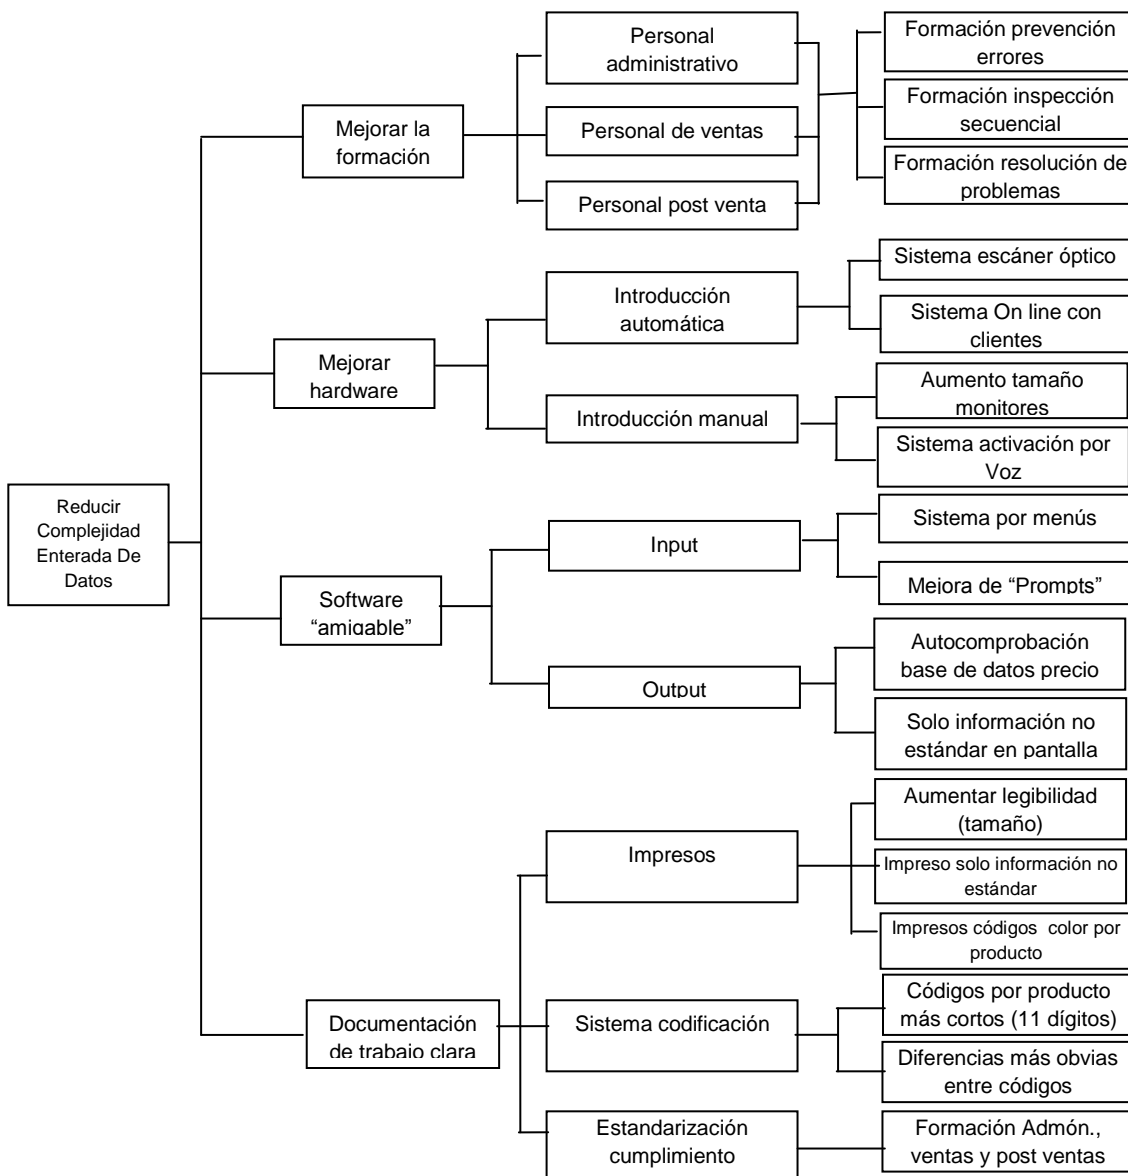 Personal
administrativo
Formación prevención
errores
Mejorar la
formación
Personal de ventas
Formación inspección
secuencial
Personal post venta
Formación resolución de
problemas
Introducción
automática
Sistema escáner óptico
Sistema On line con
clientes
Mejorar
hardware
Introducción manual
Aumento tamaño
monitores
Sistema activación por
Voz
Reducir
Complejidad
Enterada De
Datos
Software
“amigable”
Input
Sistema por menús
Mejora de “Prompts”
Output
Autocomprobación
base de datos precio
Solo información no
estándar en pantalla
Documentación
de trabajo clara
Impresos
Aumentar legibilidad
(tamaño)
Impreso solo información no
estándar
Impresos códigos color por
producto
Sistema codificación
Códigos por producto
más cortos (11 dígitos)
Diferencias más obvias
entre códigos
Estandarización
cumplimiento
Formación Admón.,
ventas y post ventas